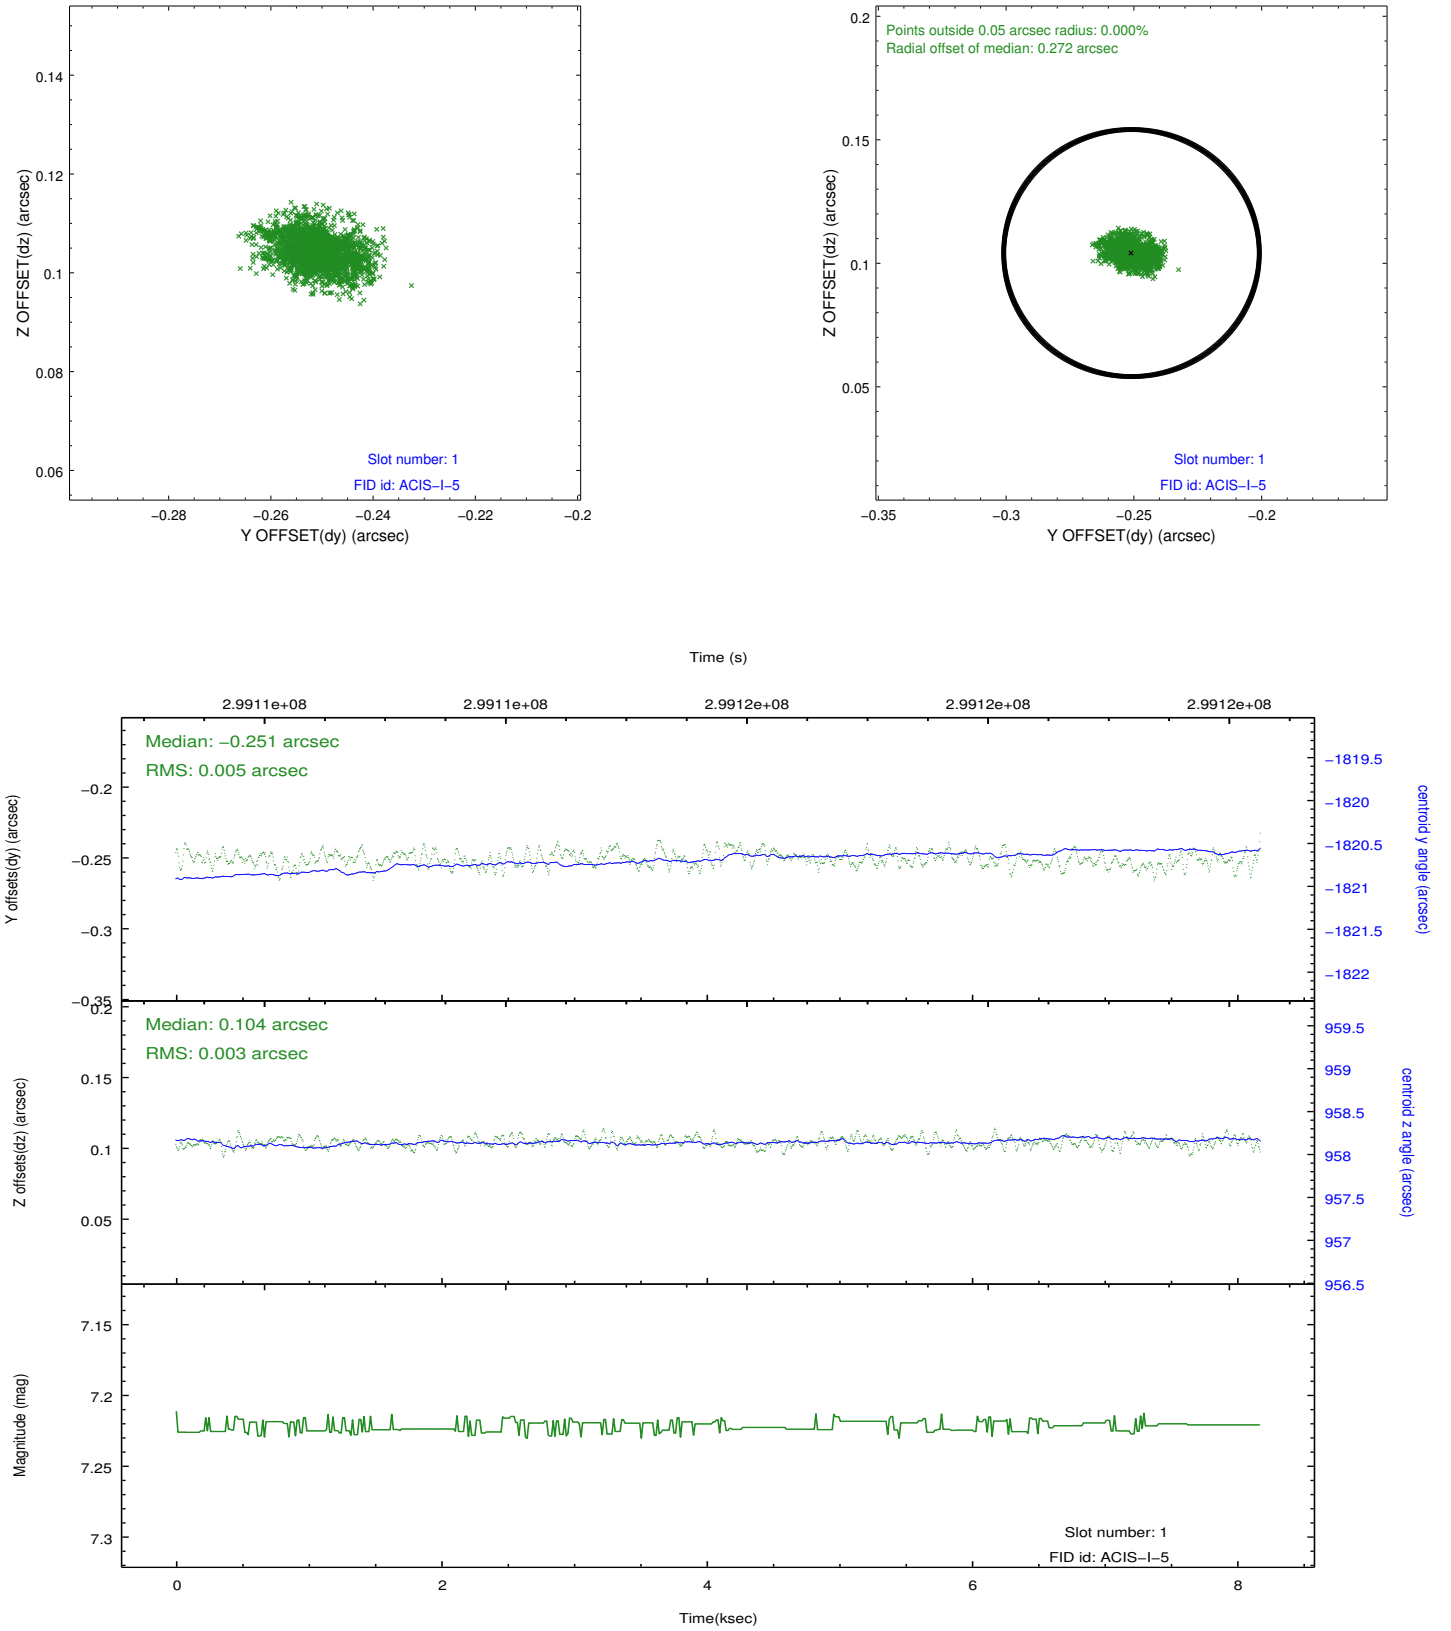 0.14
0.12
0.1
0.08
0.06
Z OFFSET(dz) (arcsec)
Slot number: 1
FID id: ACIS−I−5
−0.28
−0.26
−0.24
−0.22
−0.2
Y OFFSET(dy) (arcsec)
Points outside 0.05 arcsec radius: 0.000%
Radial offset of median: 0.272 arcsec
0.2
0.15
0.1
0.05
Z OFFSET(dz) (arcsec)
Slot number: 1
FID id: ACIS−I−5
−0.35
−0.3
−0.25
−0.2
Y OFFSET(dy) (arcsec)
Time (s)
2.9911e+08
2.9911e+08
2.9912e+08
2.9912e+08
2.9912e+08
Median: −0.251 arcsec
RMS: 0.005 arcsec
−0.2
−0.25
−0.3
−0.35
Y offsets(dy) (arcsec)
−1819.5
−1820
−1820.5
−1821
−1821.5
−1822
centroid y angle (arcsec)
Median: 0.104 arcsec
RMS: 0.003 arcsec
0.2
0.15
0.1
0.05
Z offsets(dz) (arcsec)
959.5
959
958.5
958
957.5
957
956.5
centroid z angle (arcsec)
7.15
7.2
7.25
7.3
Magnitude (mag)
Slot number: 1
FID id: ACIS−I−5
0
2
4
6
8
Time(ksec)